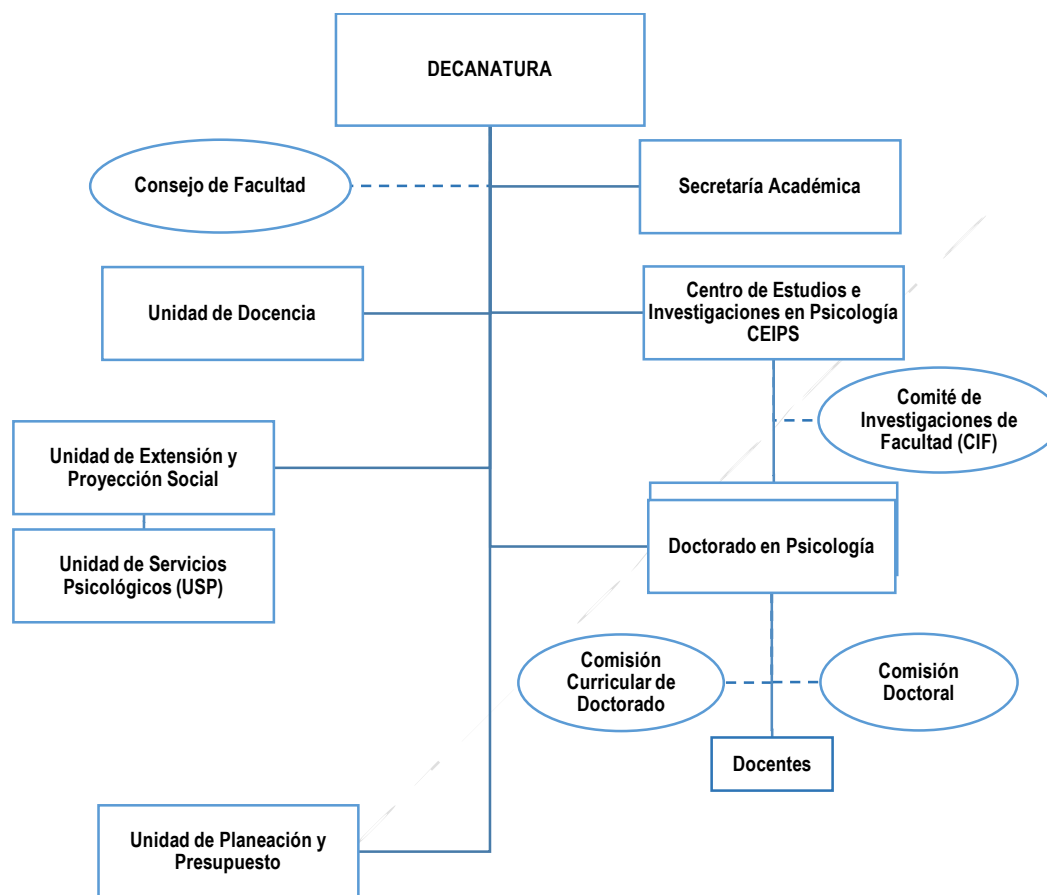 DECANATURA
Consejo de Facultad
Secretaría Académica
Unidad de Docencia
Centro de Estudios e
Investigaciones en Psicología
CEIPS
Comité de
Investigaciones de
Facultad (CIF)
Unidad de Extensión y
Proyección Social
Unidad de Servicios
Psicológicos (USP)
Doctorado en Psicología
Comisión
Curricular de
Doctorado
Comisión
Doctoral
Docentes
Unidad de Planeación y
Presupuesto